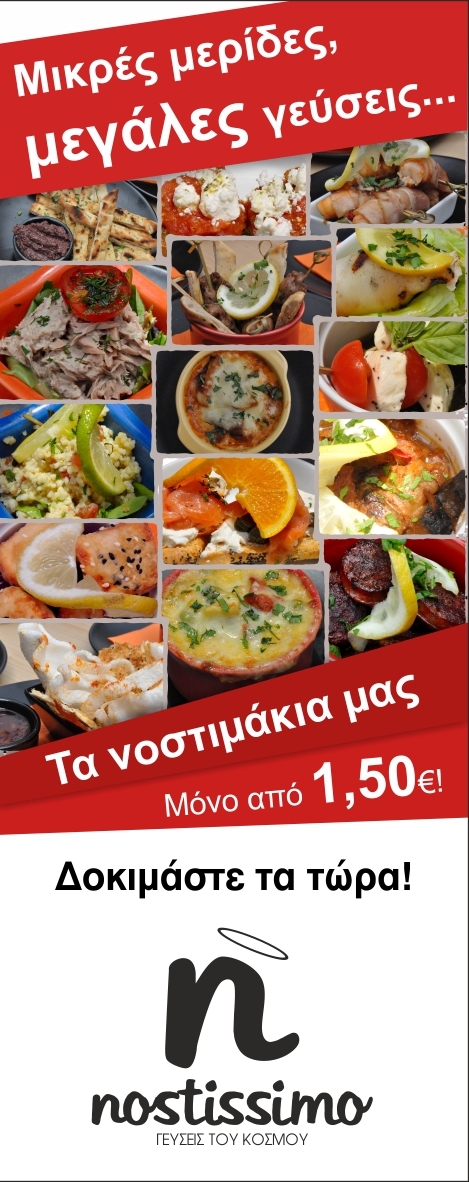 Μικρές μερίδες,
μεγάλες γεύσεις...
Τα νοστιμάκια μας
Μόνο από 1,50€!
Δοκιμάστε τα τώρα!
n
nostissimo
ΓΕΥΣΕΙΣ ΤΟΥ ΚΟΣΜΟΥ